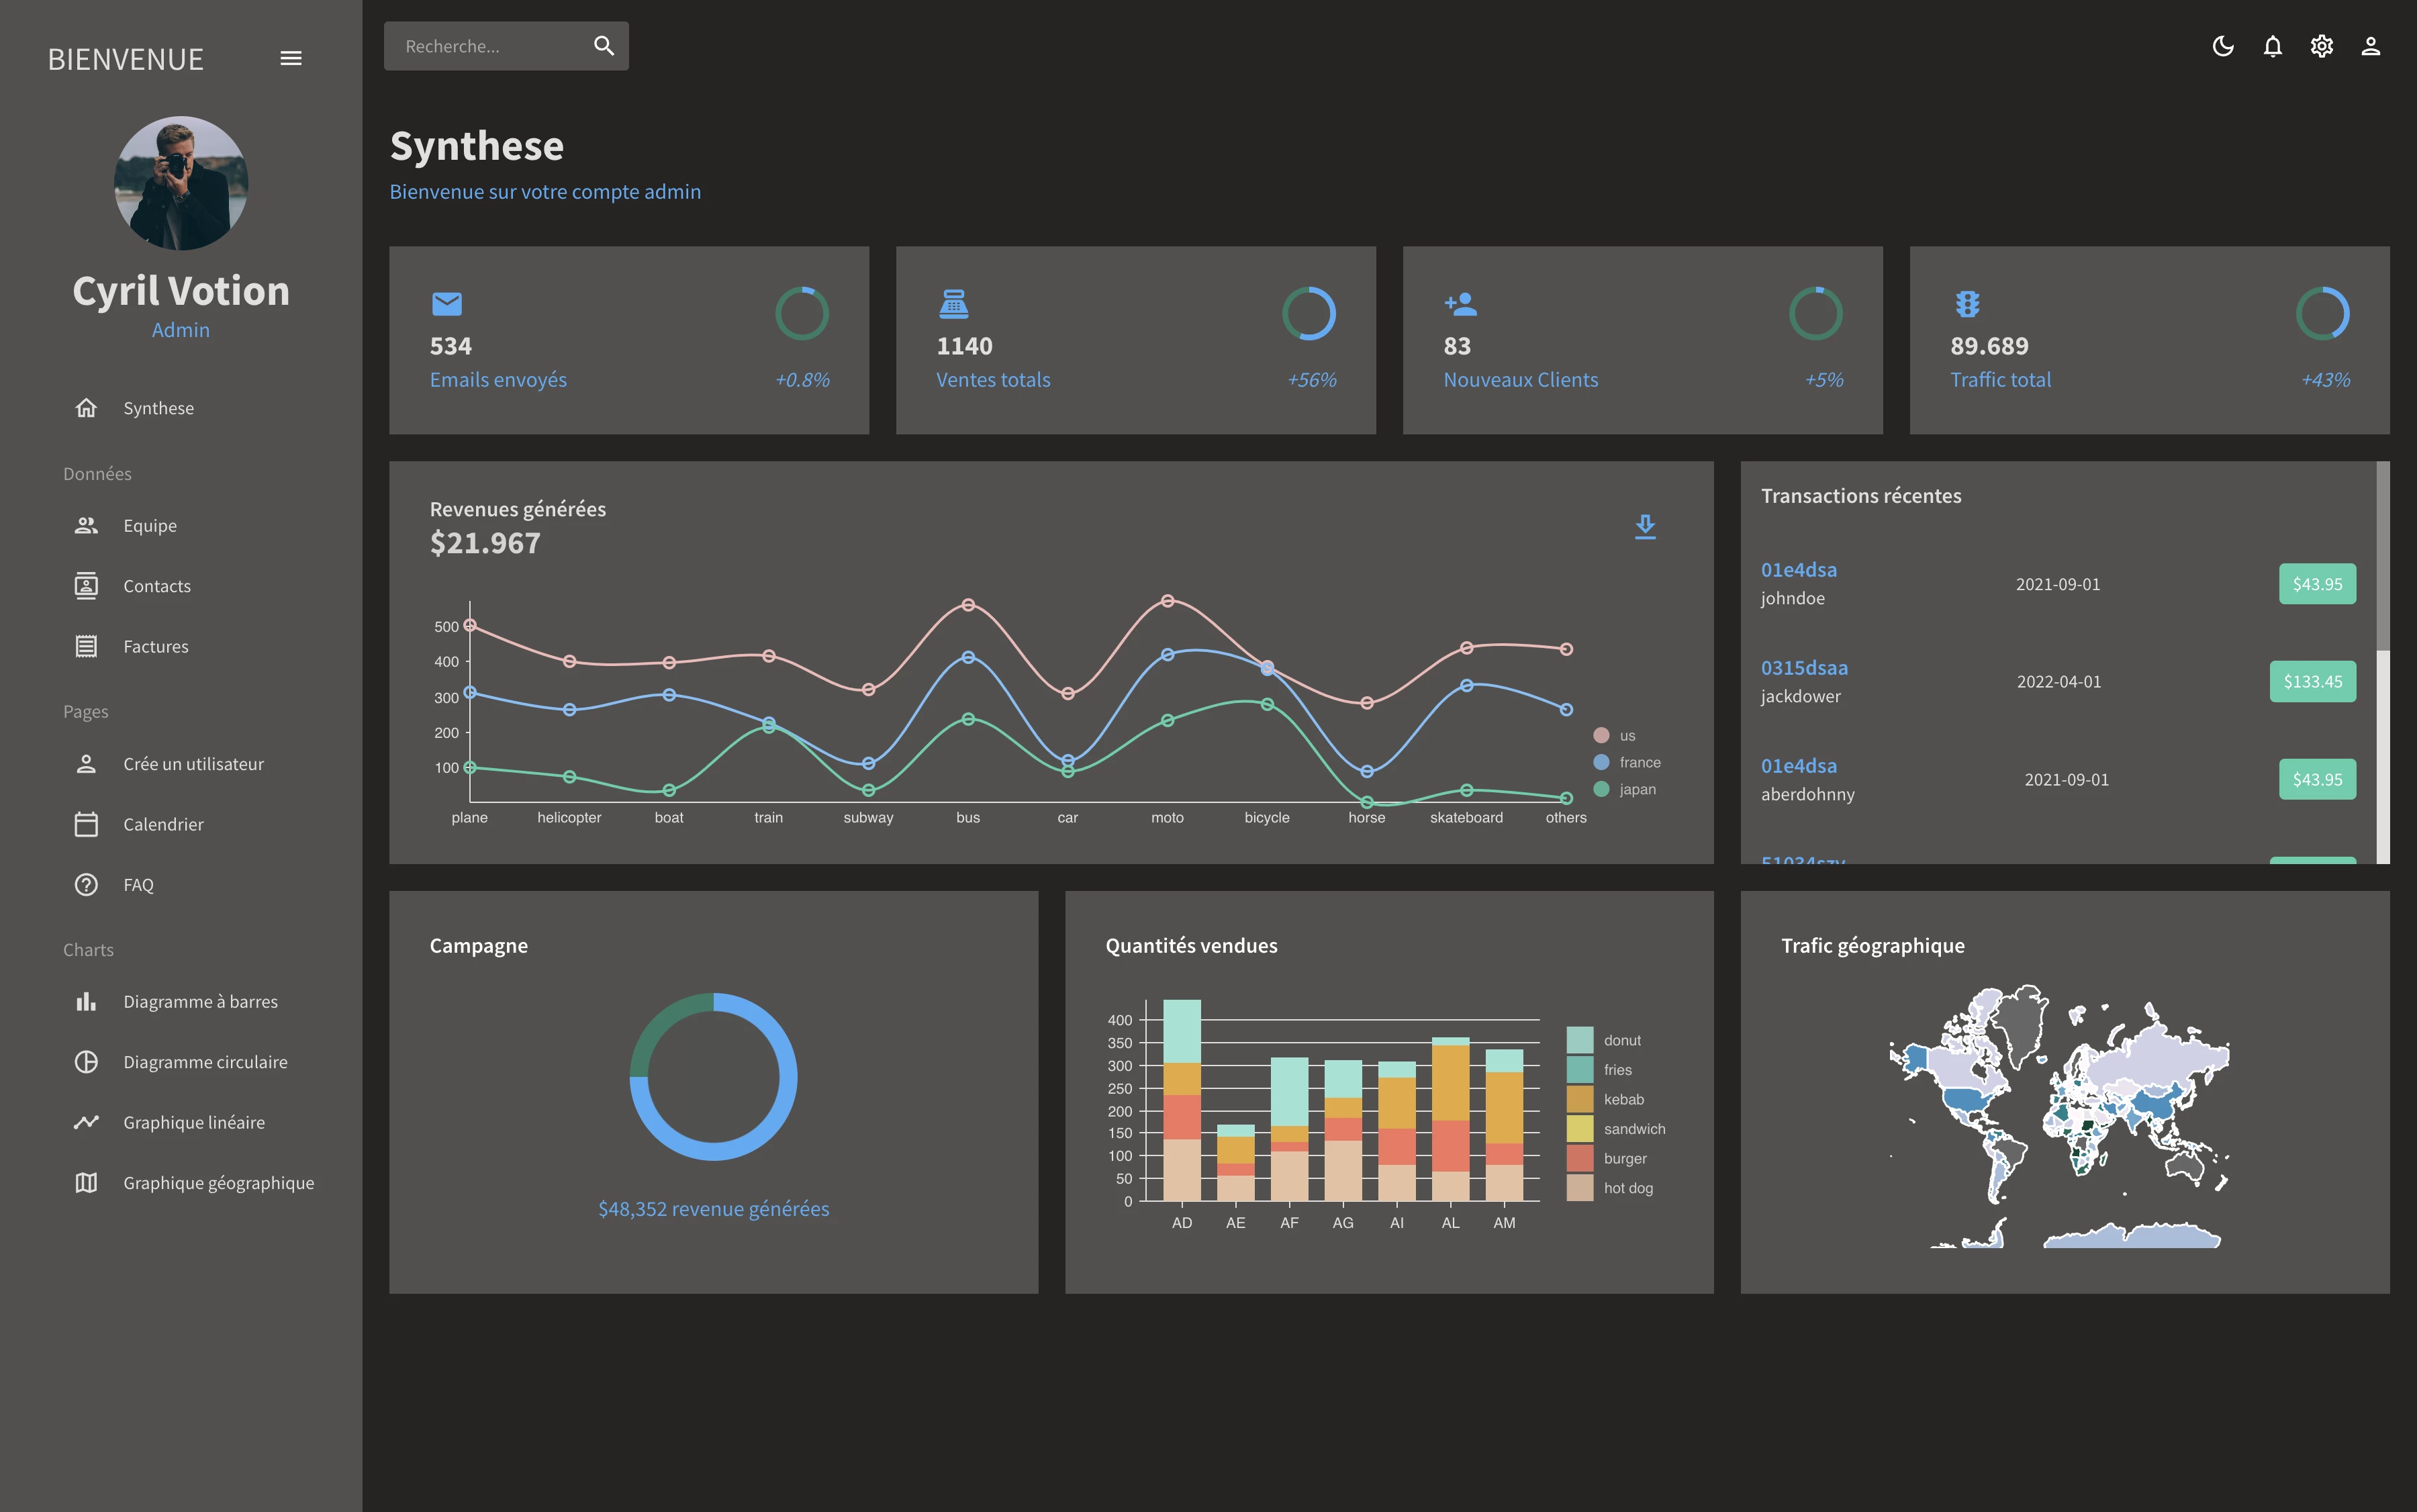 BIENVENUE
Cyril Votion
Admin
Synthese
Données
Equipe
Contacts
Factures
Pages
Crée un utilisateur
Calendrier
FAQ
Charts
Diagramme à barres
Diagramme circulaire
Graphique linéaire
Graphique géographique
Recherche...
Synthese
Bienvenue sur votre compte admin
534
Emails envoyés
+0.8%
1140
Ventes totals
+56%
83
Nouveaux Clients
+5%
89.689
Traffic total
+43%
Revenues générées
$21.967
500
400
300
200
100
plane helicopter boat train subway bus car moto bicycle horse skateboard others
us
france
japan
Transactions récentes
01e4dsa
johndoe
2021-09-01
$43.95
0315dsaa
jackdower
2022-04-01
$133.45
01e4dsa
aberdohnny
2021-09-01
$43.95
Campagne
$48,352 revenue générées
Quantités vendues
400
350
300
250
200
150
100
50
0
AD AE AF AG AI AL AM
donut
fries
kebab
sandwich
burger
hot dog
Trafic géographique